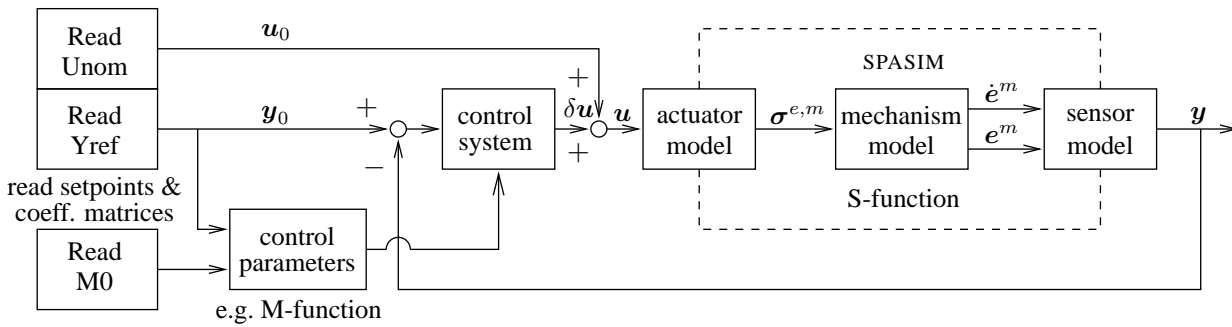 Read
Unom
u₀
Read
Yref
y₀
+
−
control
system
+
δu
+
u
actuator
model
σᵉ,ᵐ
SPASIM
mechanism
model
ėᵐ
eᵐ
sensor
model
y
S-function
read setpoints &
coeff. matrices
Read
M0
control
parameters
e.g. M-function